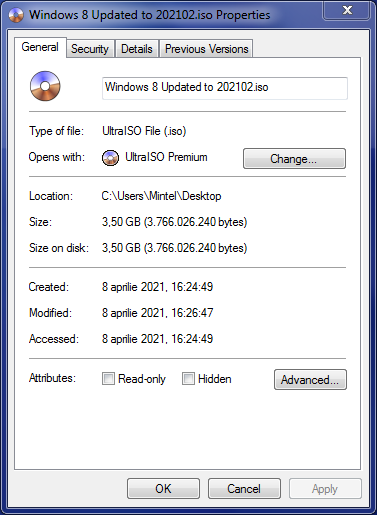 Windows 8 Updated to 202102.iso Properties
General Security Details Previous Versions
Windows 8 Updated to 202102.iso
Type of file: UltraISO File (.iso)
Opens with: UltraISO Premium Change...
Location: C:\Users\Mintel\Desktop
Size: 3,50 GB (3.766.026.240 bytes)
Size on disk: 3,50 GB (3.766.026.240 bytes)
Created: 8 aprilie 2021, 16:24:49
Modified: 8 aprilie 2021, 16:26:47
Accessed: 8 aprilie 2021, 16:24:49
Attributes: Read-only Hidden Advanced...
OK Cancel Apply